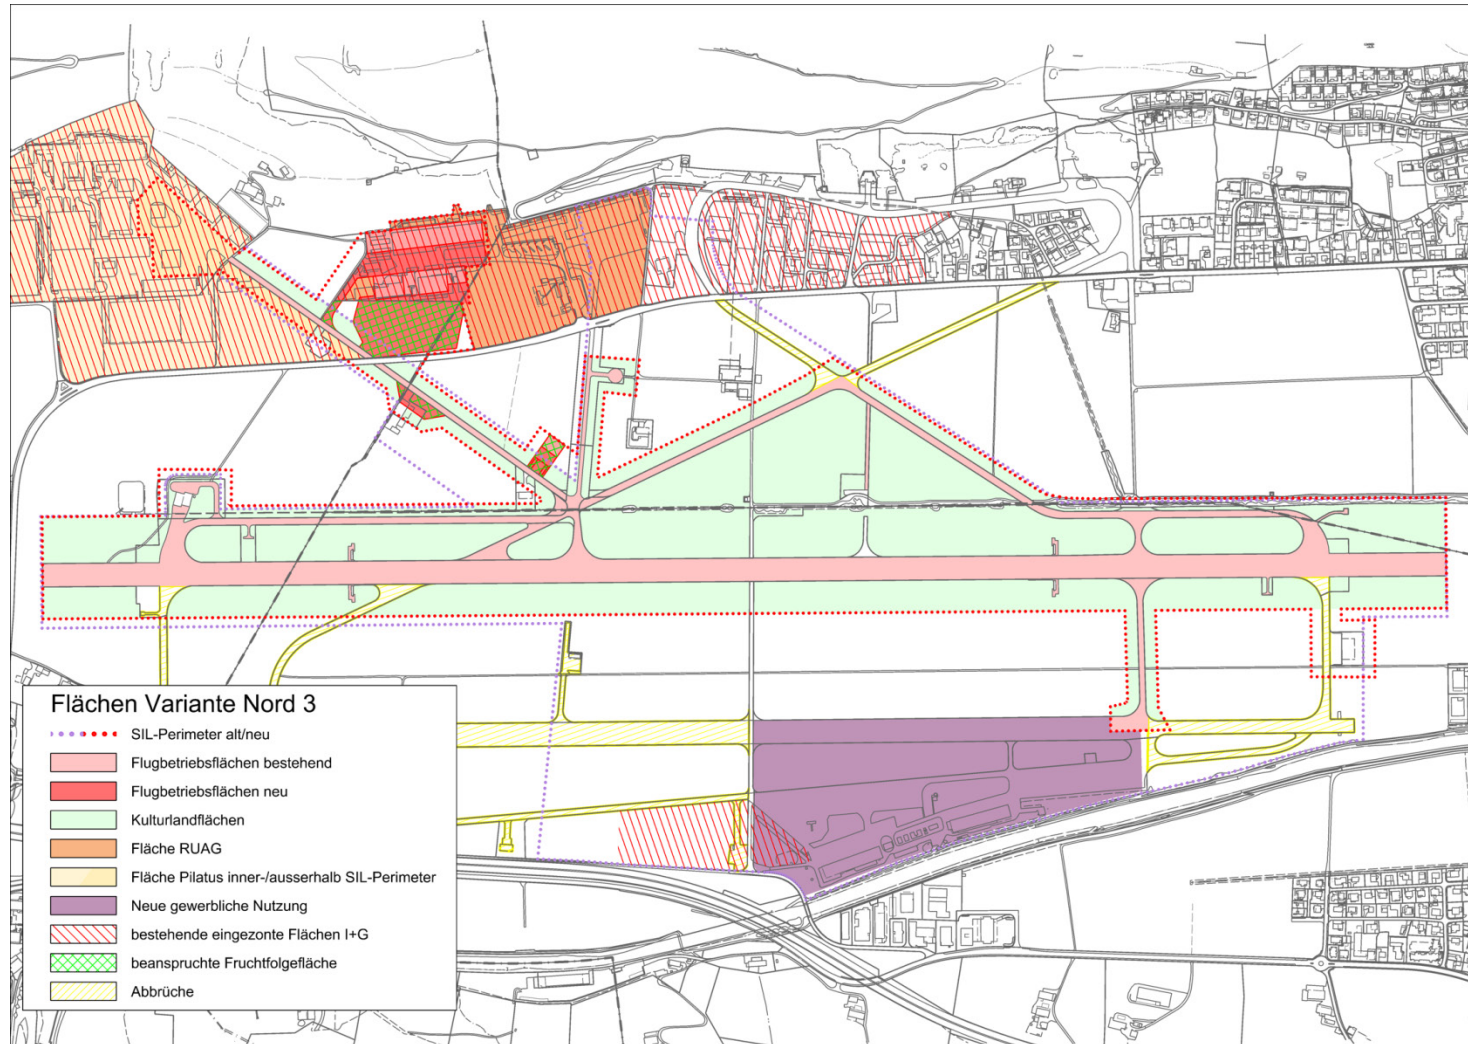 Flächen Variante Nord 3
SIL-Perimeter alt/neu
Flugbetriebsflächen bestehend
Flugbetriebsflächen neu
Kulturlandflächen
Fläche RUAG
Fläche Pilatus inner-/ausserhalb SIL-Perimeter
Neue gewerbliche Nutzung
bestehende eingezonte Flächen I+G
beanspruchte Fruchtfolgefläche
Abbrüche